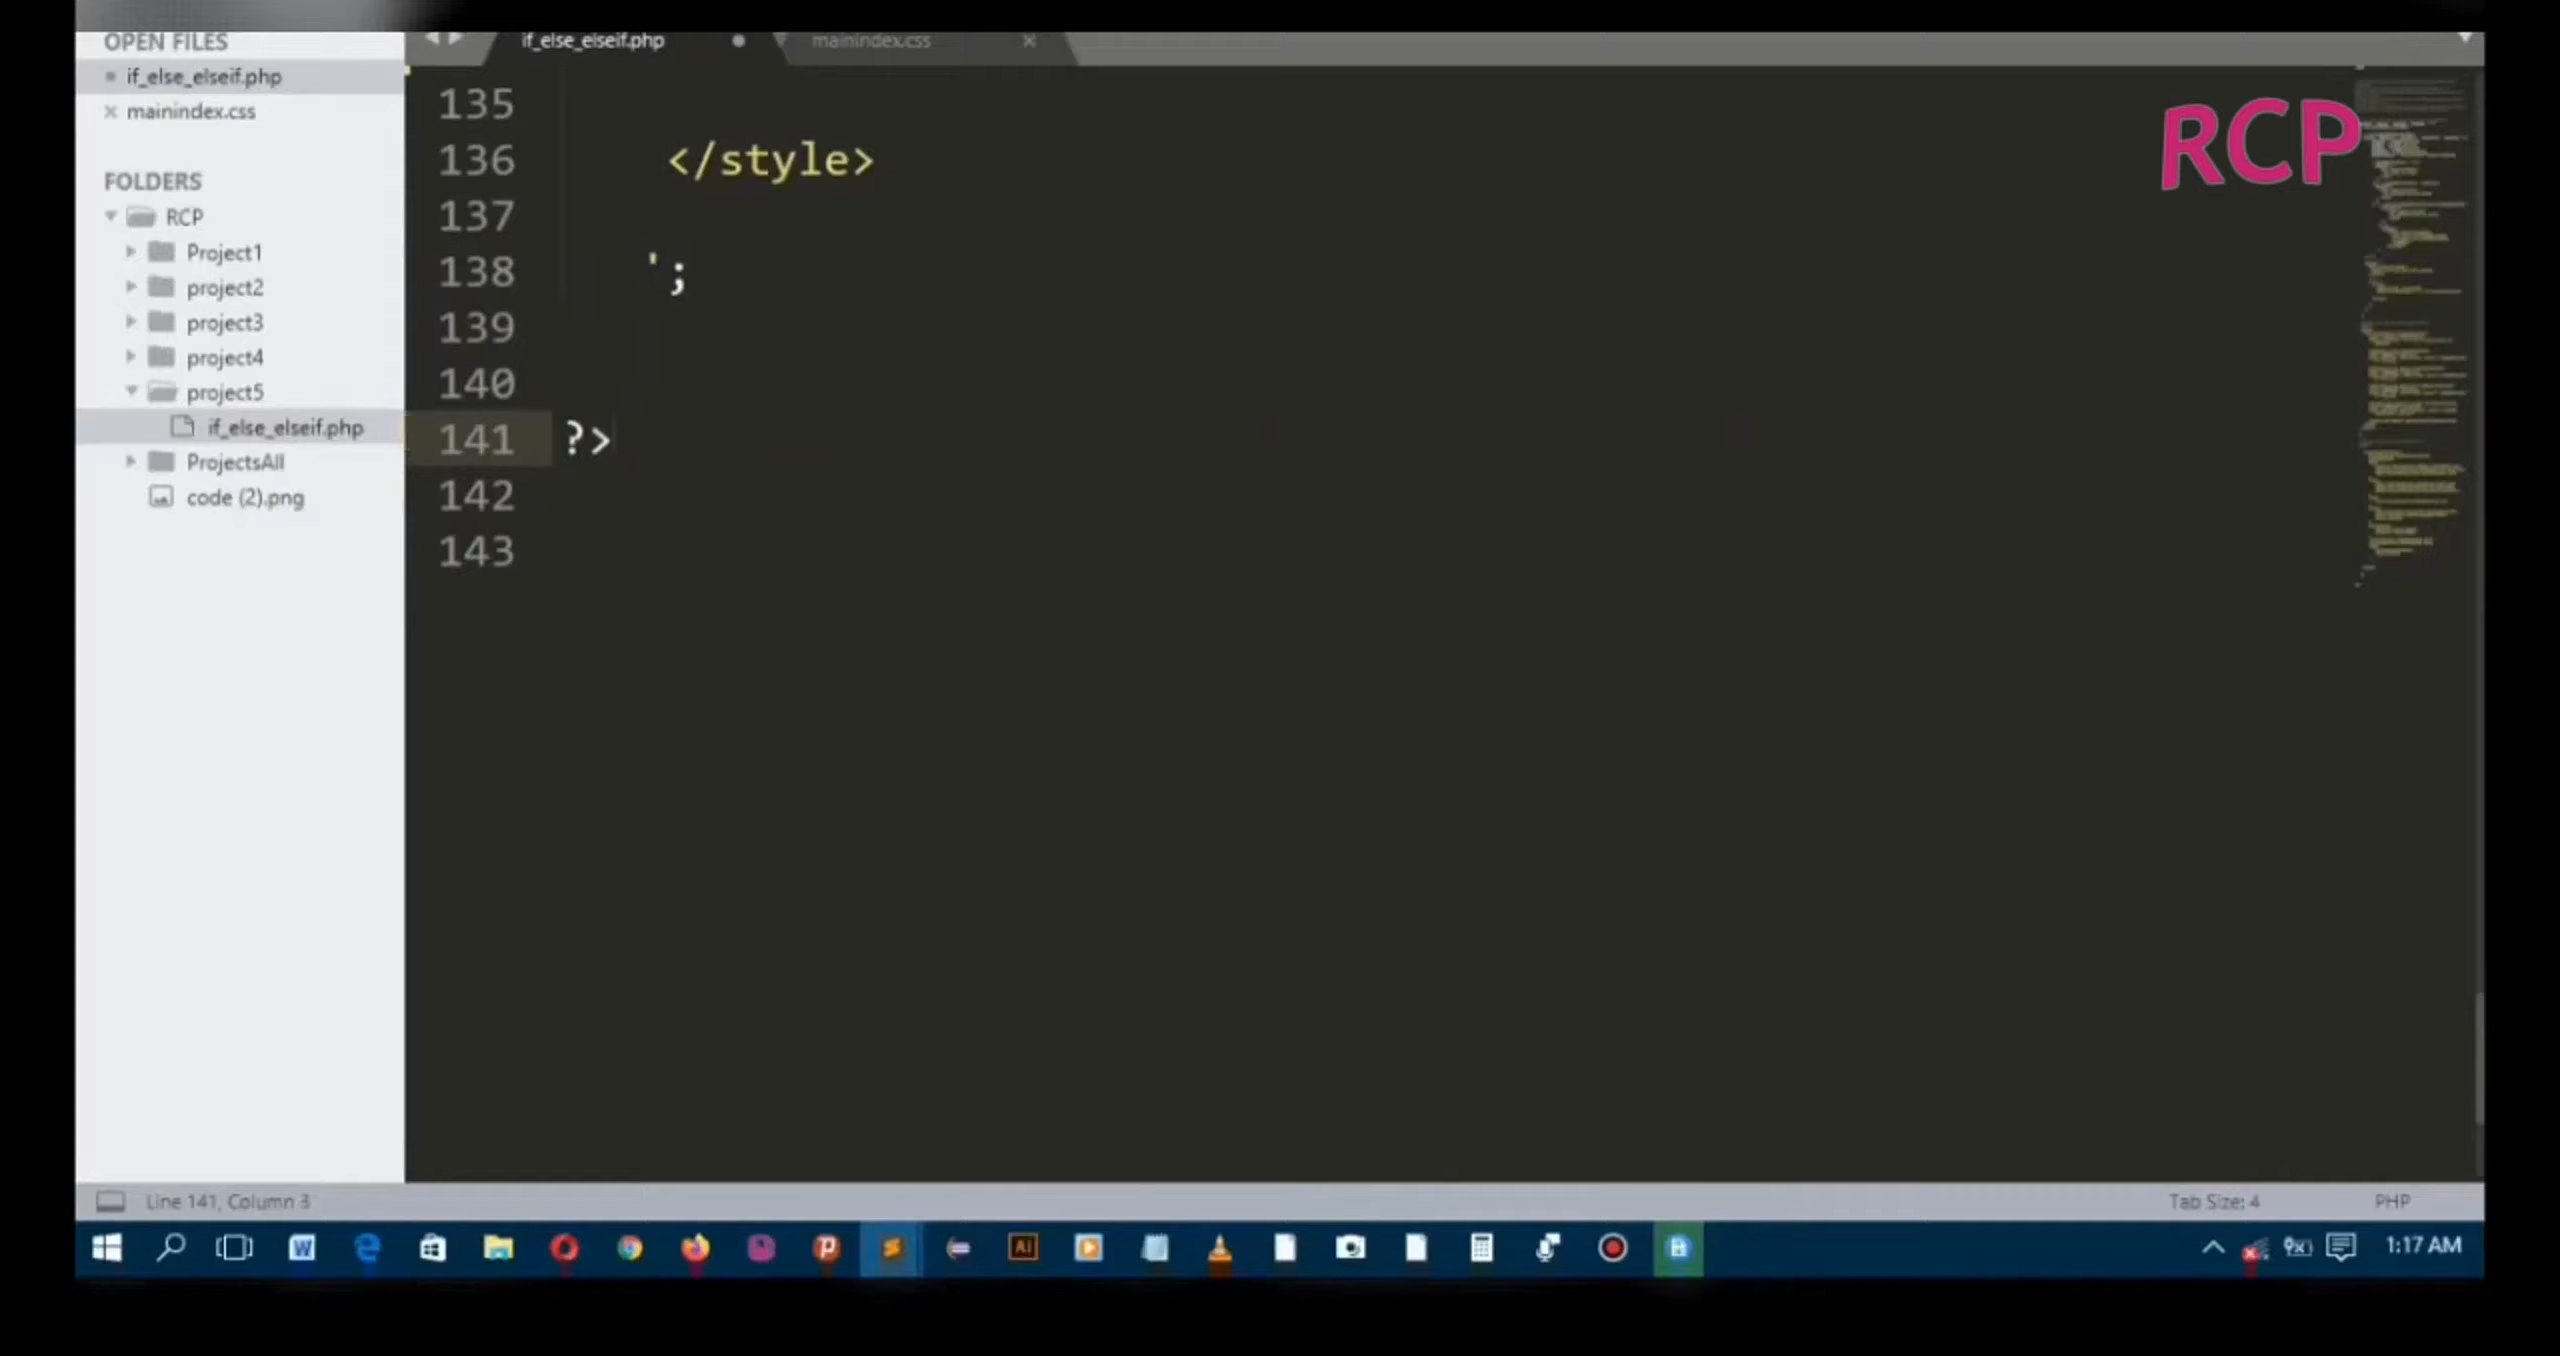 OPEN FILES
if_else_elseif.php
mainindex.css
FOLDERS
RCP
Project1
project2
project3
project4
project5
if_else_elseif.php
ProjectsAll
code (2).png
if_else_elseif.php
mainindex.css
135
136 </style>
137
138 ';
139
140
141 ?>
142
143
RCP
Line 141, Column 3
Tab Size: 4
PHP
1:17 AM